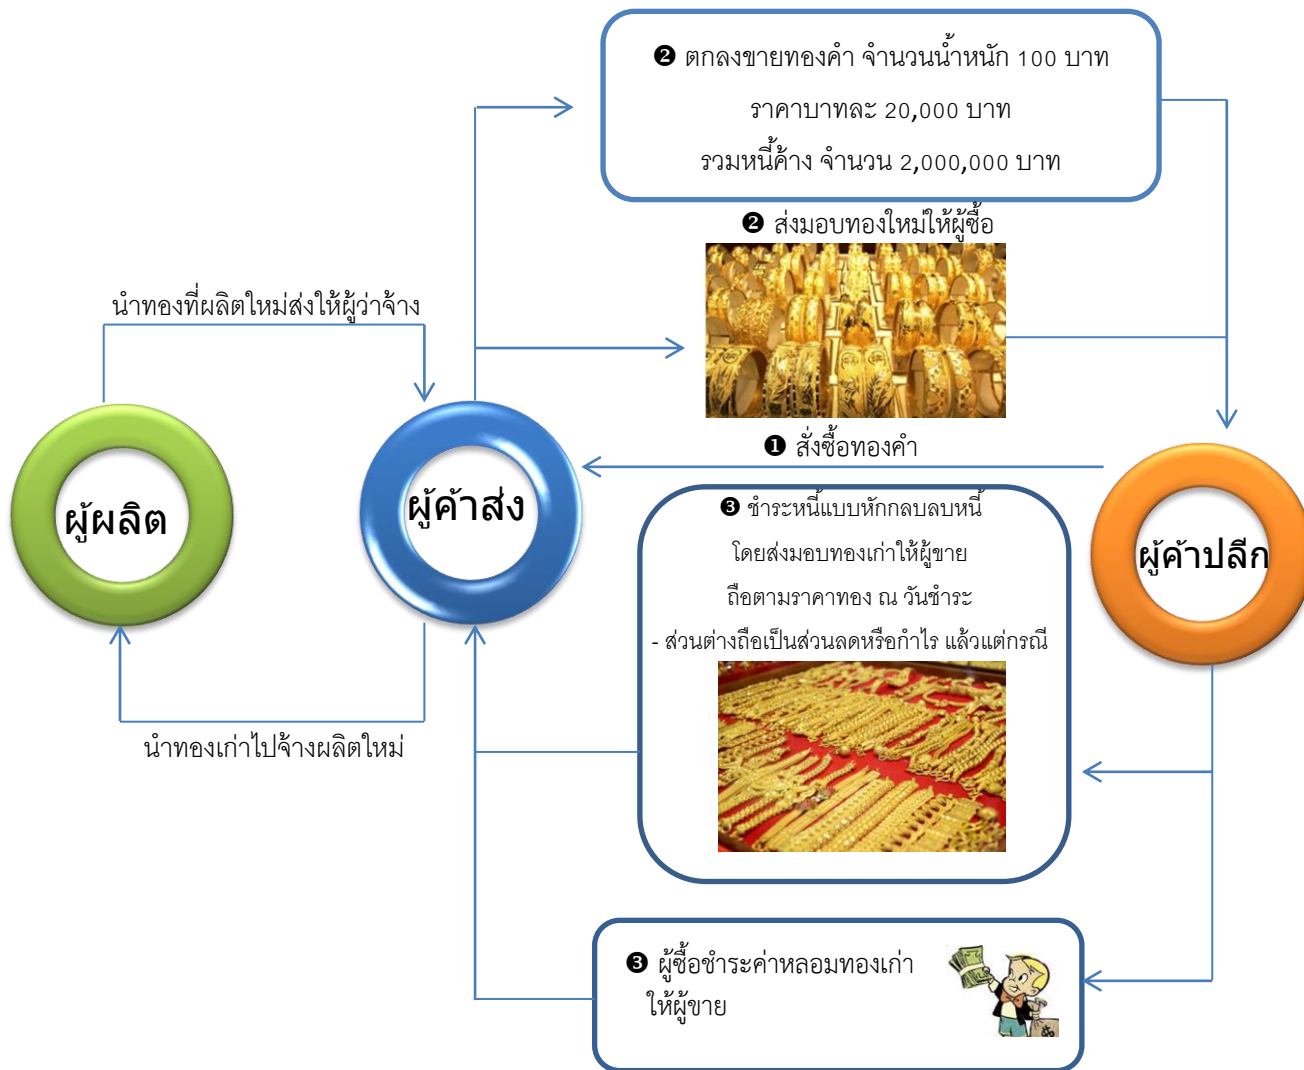 ❷ ตกลงขายทองคำ จำนวนน้ำหนัก 100 บาท
ราคาบาทละ 20,000 บาท
รวมหนี้ค้าง จำนวน 2,000,000 บาท
❷ ส่งมอบทองใหม่ให้ผู้ซื้อ
นำทองที่ผลิตใหม่ส่งให้ผู้ว่าจ้าง
❶ สั่งซื้อทองคำ
ผู้ผลิต
ผู้ค้าส่ง
ผู้ค้าปลีก
❸ ชำระหนี้แบบหักกลบลบหนี้
โดยส่งมอบทองเก่าให้ผู้ขาย
ถือตามราคาทอง ณ วันชำระ
- ส่วนต่างถือเป็นส่วนลดหรือกำไร แล้วแต่กรณี
นำทองเก่าไปจ้างผลิตใหม่
❸ ผู้ซื้อชำระค่าหลอมทองเก่า
ให้ผู้ขาย